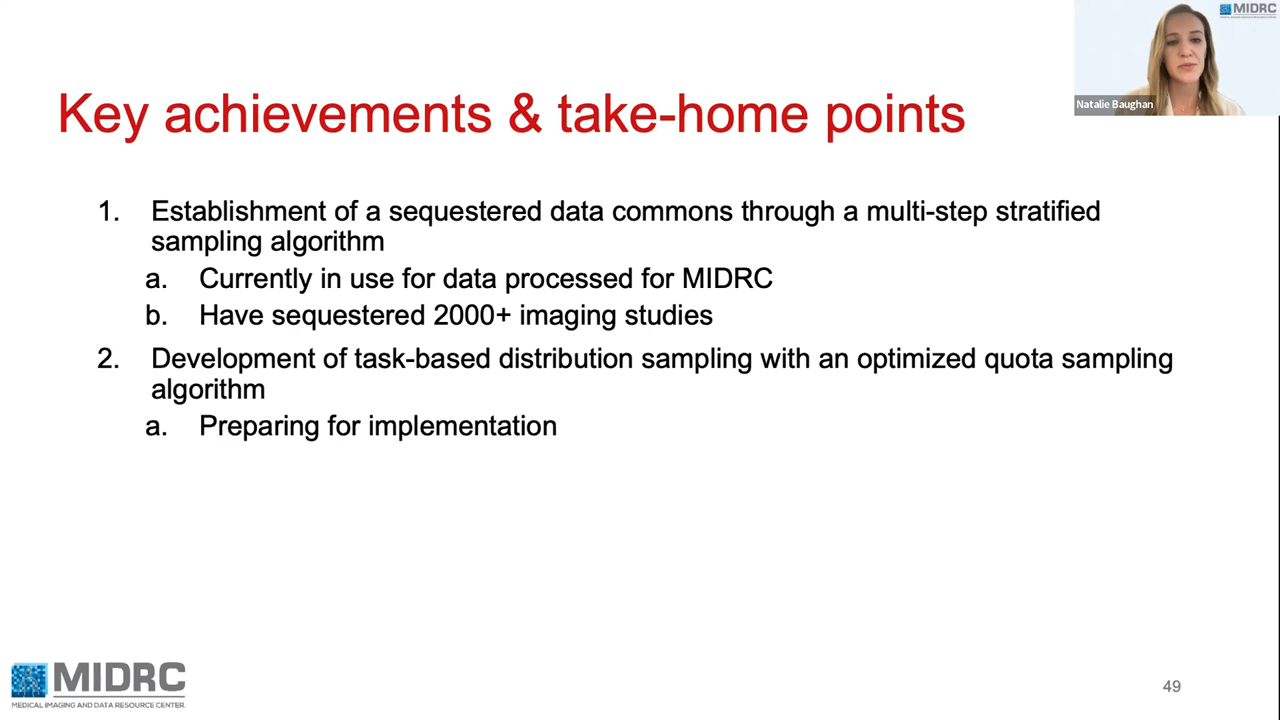 MIDRC
Natalie Baughan
Key achievements & take-home points
1. Establishment of a sequestered data commons through a multi-step stratified
sampling algorithm
a. Currently in use for data processed for MIDRC
b. Have sequestered 2000+ imaging studies
2. Development of task-based distribution sampling with an optimized quota sampling
algorithm
a. Preparing for implementation
MIDRC
MEDICAL IMAGING AND DATA RESOURCE CENTER.
49